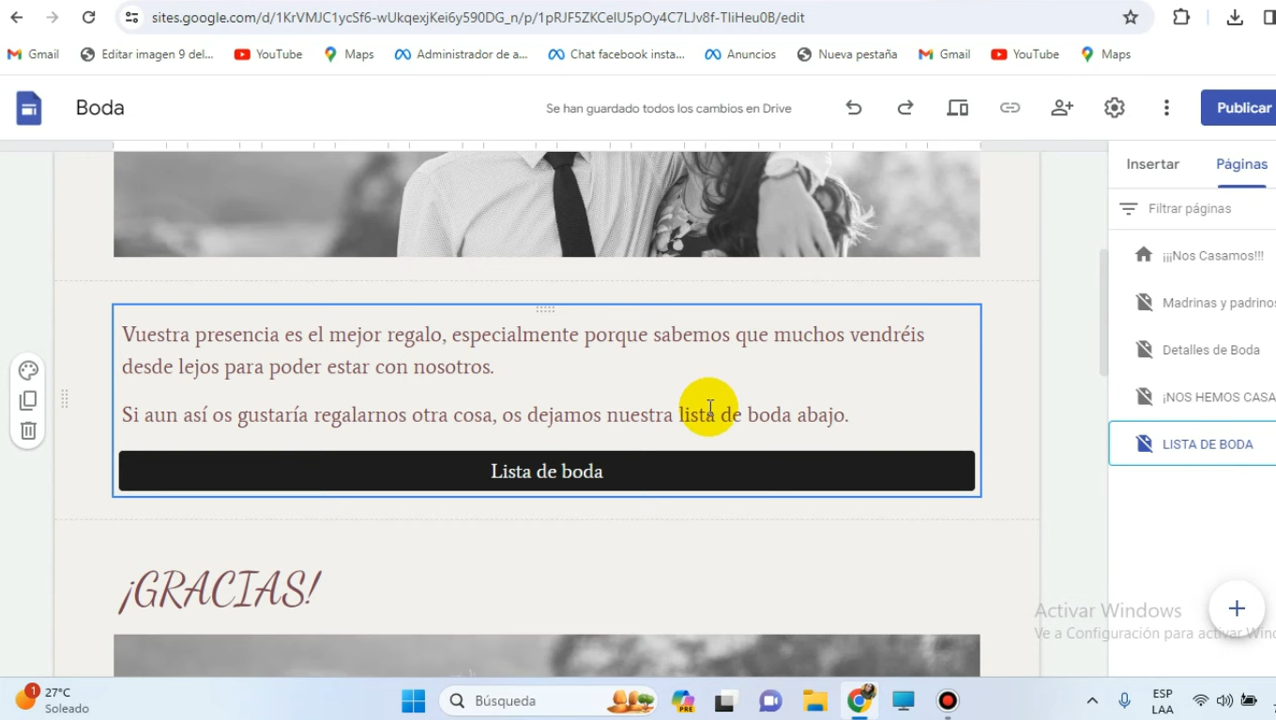 sites.google.com/d/1KrVMJC1ycSf6-wUkqexjKei6y590DG_n/p/1pRJF5ZKCelU5pOy4C7LJv8f-TIiHeu0B/edit
Gmail Editar imagen 9 del... YouTube Maps Administrador de a... Chat facebook insta... Anuncios Nueva pestaña Gmail YouTube Maps
Boda Se han guardado todos los cambios en Drive Publicar
Insertar Páginas
Filtrar páginas
¡¡¡Nos Casamos!!!
Madrinas y padrinos
Detalles de Boda
¡NOS HEMOS CASA
LISTA DE BODA
Vuestra presencia es el mejor regalo, especialmente porque sabemos que muchos vendréis
desde lejos para poder estar con nosotros.
Si aun así os gustaría regalarnos otra cosa, os dejamos nuestra lista de boda abajo.
Lista de boda
¡GRACIAS!
Activar Windows
Ve a Configuración para activar Win
1 27°C
Soleado
Búsqueda
PRE
ESP
LAA